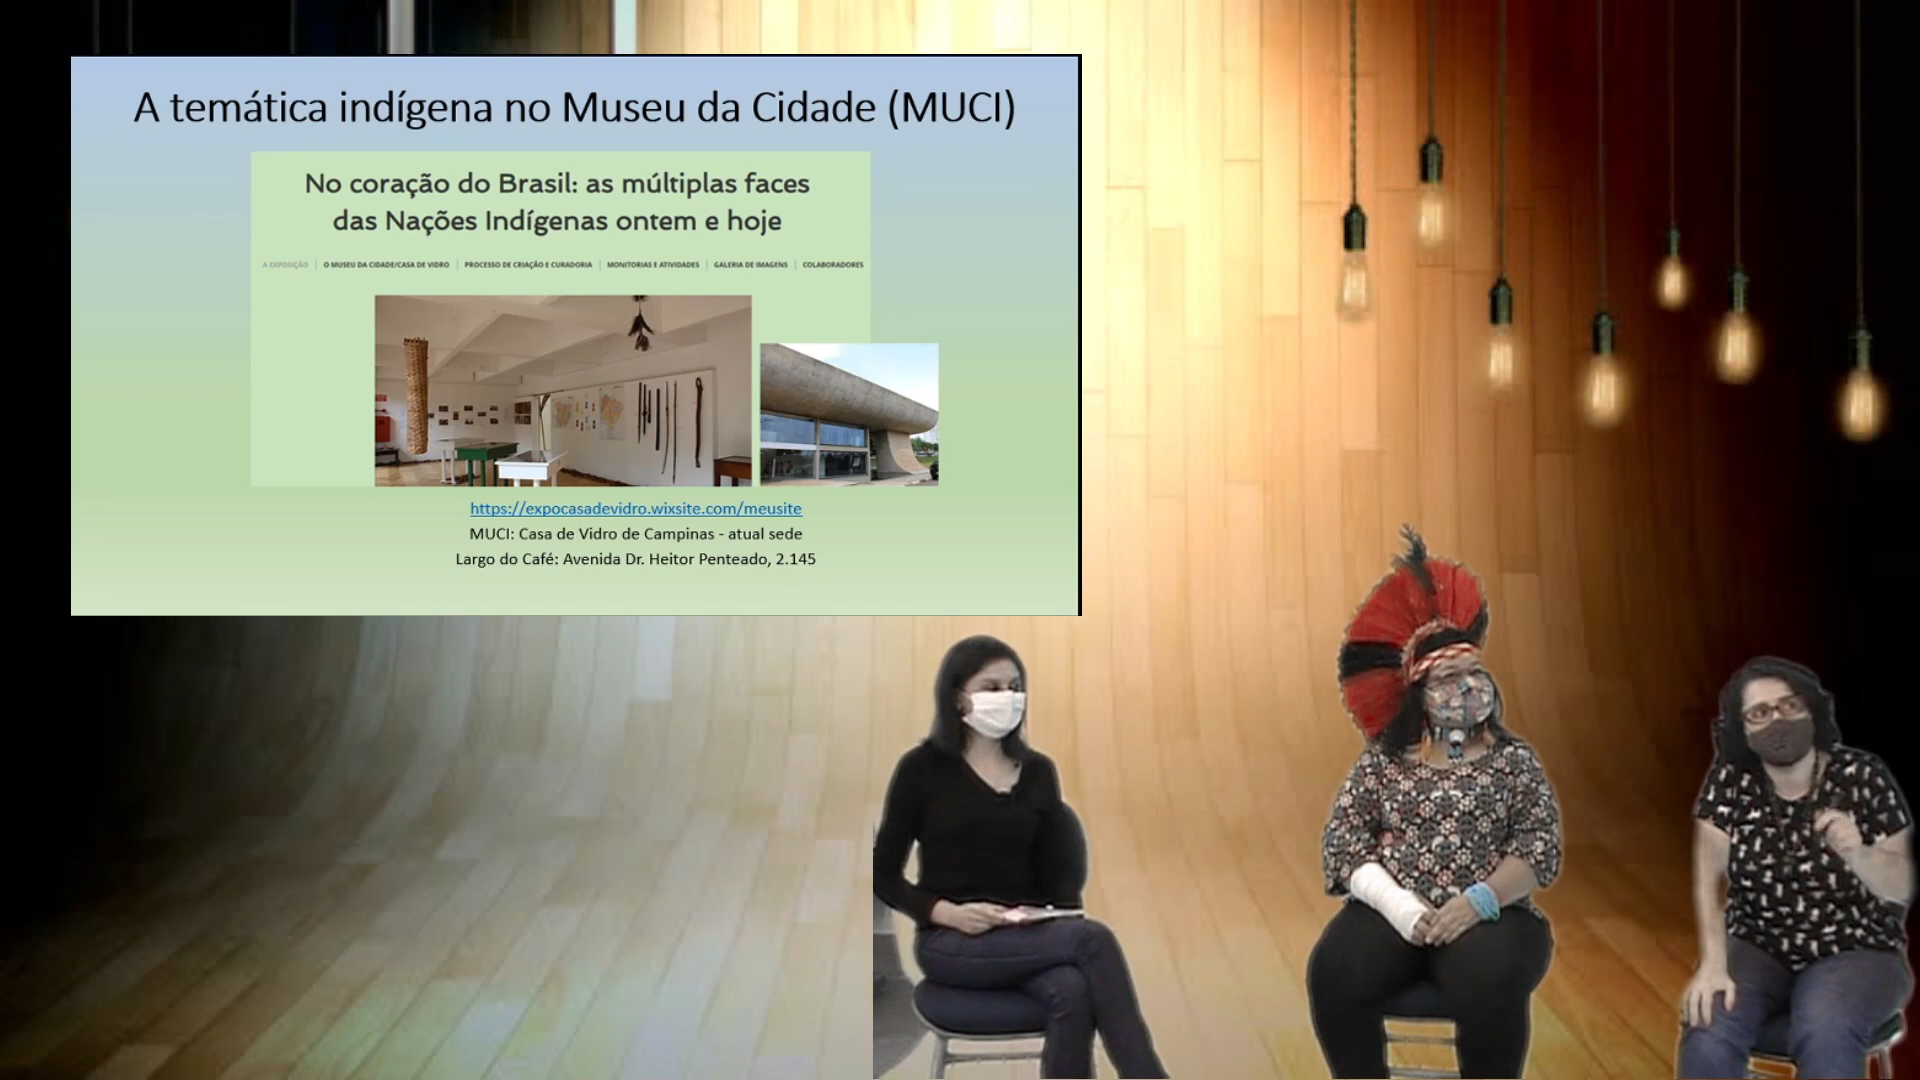 A temática indígena no Museu da Cidade (MUCI)
No coração do Brasil: as múltiplas faces
das Nações Indígenas ontem e hoje
A EXPOSIÇÃO | O MUSEU DA CIDADE/CASA DE VIDRO | PROCESSO DE CRIAÇÃO E CURADORIA | MONITORIAS E ATIVIDADES | GALERIA DE IMAGENS | COLABORADORES
https://expocasadevidro.wixsite.com/meusite
MUCI: Casa de Vidro de Campinas - atual sede
Largo do Café: Avenida Dr. Heitor Penteado, 2.145